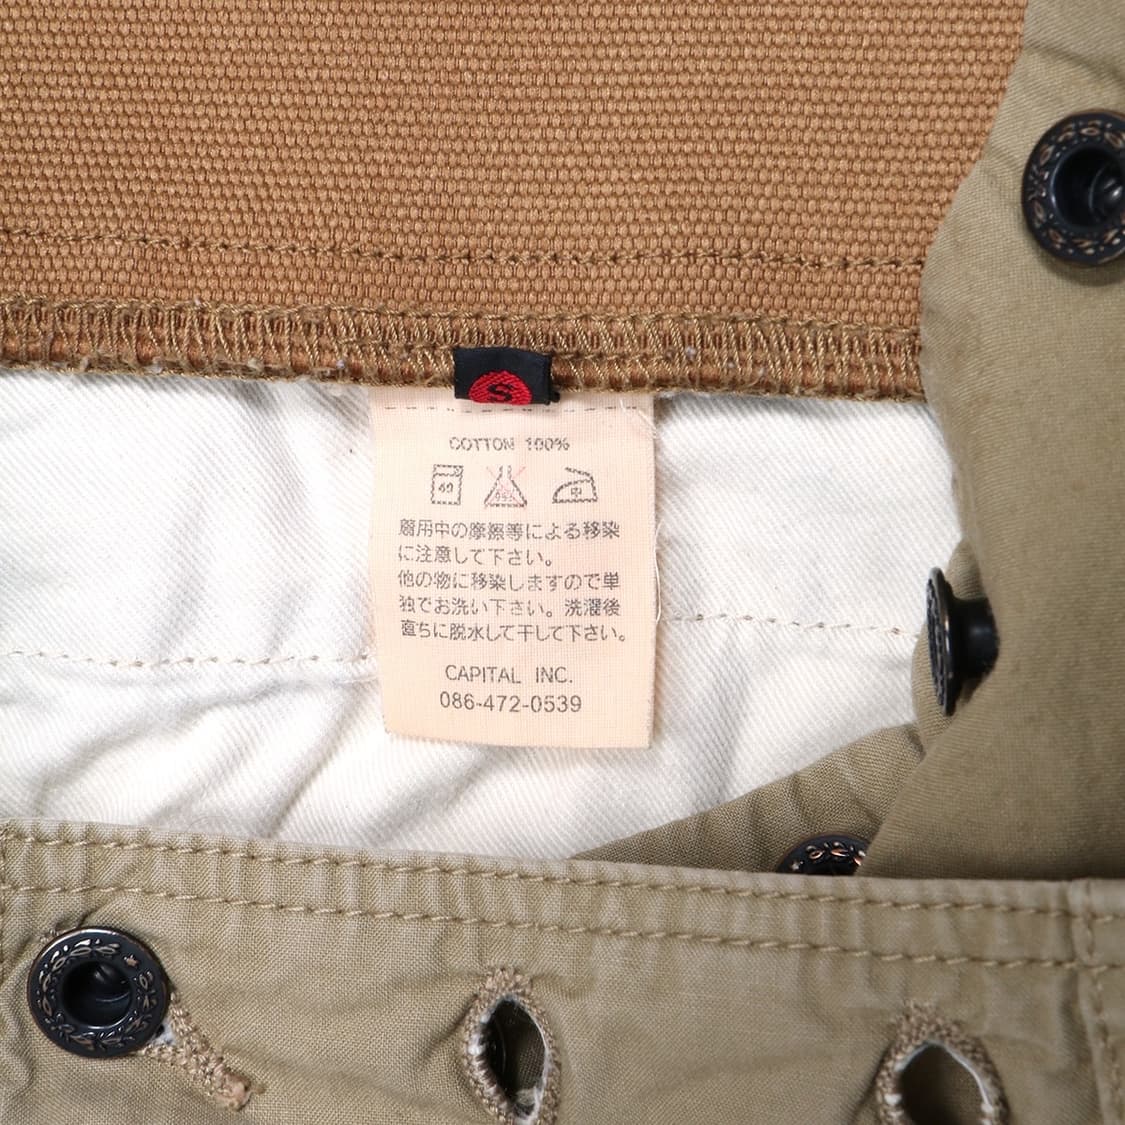 S
COTTON 100%
40
中
着用中の摩擦等による移染
に注意して下さい。
他の物に移染しますので単
独でお洗い下さい。洗濯後
直ちに脱水して干して下さい。
CAPITAL INC.
086-472-0539